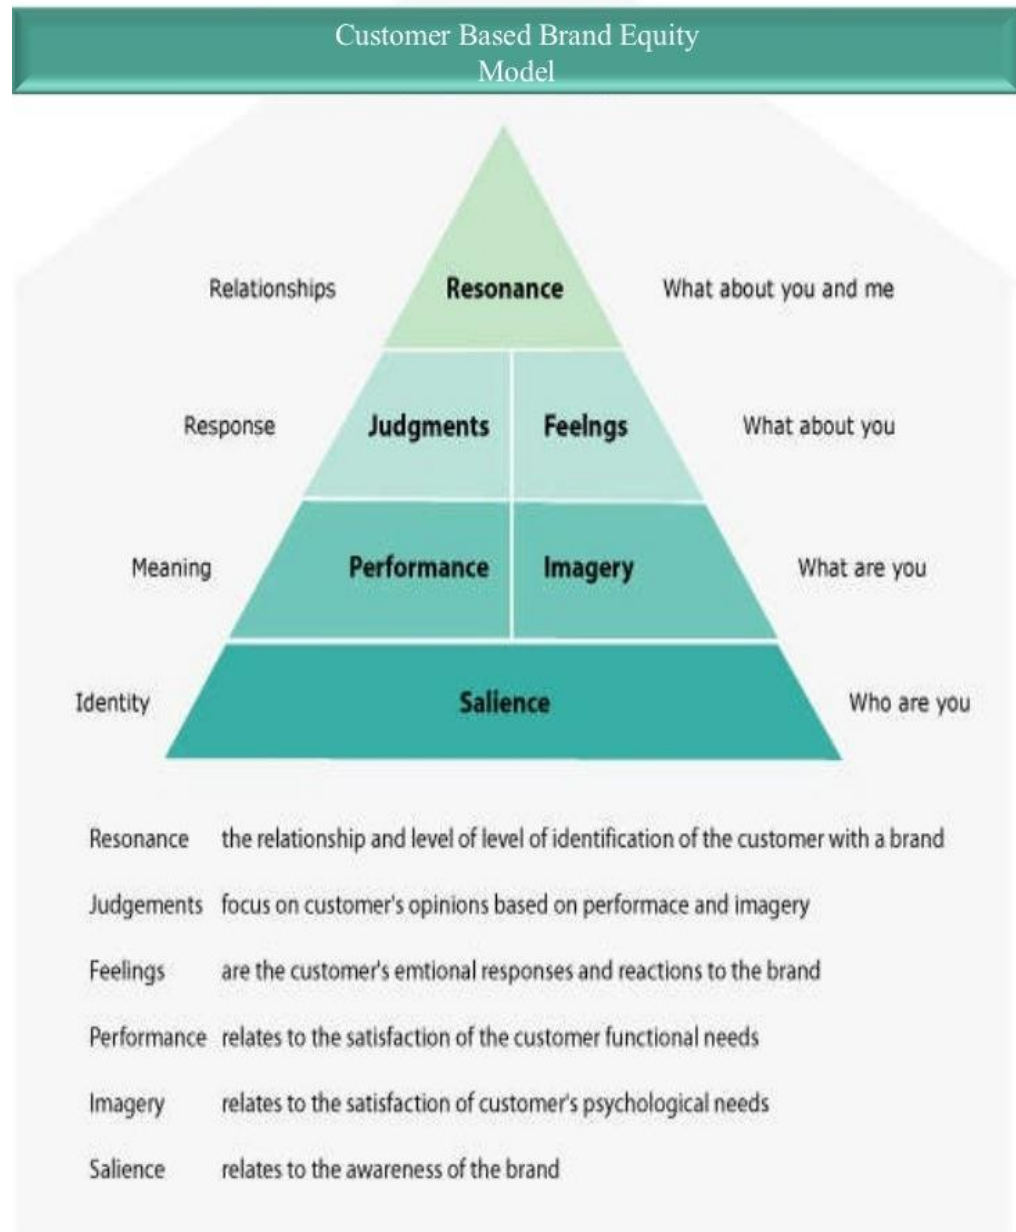 Customer Based Brand Equity
Model
Relationships Resonance What about you and me
Response Judgments Feelngs What about you
Meaning Performance Imagery What are you
Identity Salience Who are you
Resonance the relationship and level of level of identification of the customer with a brand
Judgements focus on customer's opinions based on performace and imagery
Feelings are the customer's emtional responses and reactions to the brand
Performance relates to the satisfaction of the customer functional needs
Imagery relates to the satisfaction of customer's psychological needs
Salience relates to the awareness of the brand